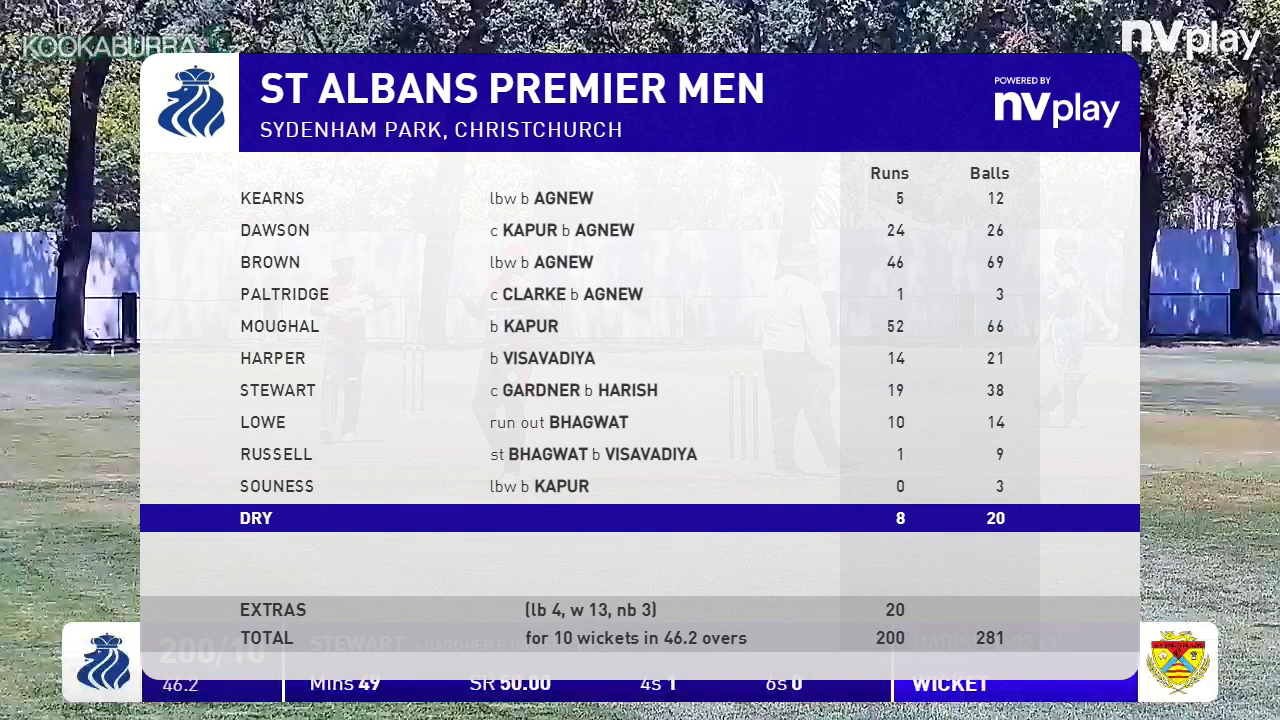 KOOKABURRA
nvplay
ST ALBANS PREMIER MEN
SYDENHAM PARK, CHRISTCHURCH
POWERED BY
nvplay
Runs Balls
KEARNS lbw b AGNEW 5 12
DAWSON c KAPUR b AGNEW 24 26
BROWN lbw b AGNEW 46 69
PALTRIDGE c CLARKE b AGNEW 1 3
MOUGHAL b KAPUR 52 66
HARPER b VISAVADIYA 14 21
STEWART c GARDNER b HARISH 19 38
LOWE run out BHAGWAT 10 14
RUSSELL st BHAGWAT b VISAVADIYA 1 9
SOUNESS lbw b KAPUR 0 3
DRY 8 20
EXTRAS (lb 4, w 13, nb 3) 20
TOTAL for 10 wickets in 46.2 overs 200 281
200/10 STEWART
46.2 Mins 49 SR 50.00 4s 1 6s 0 WICKET